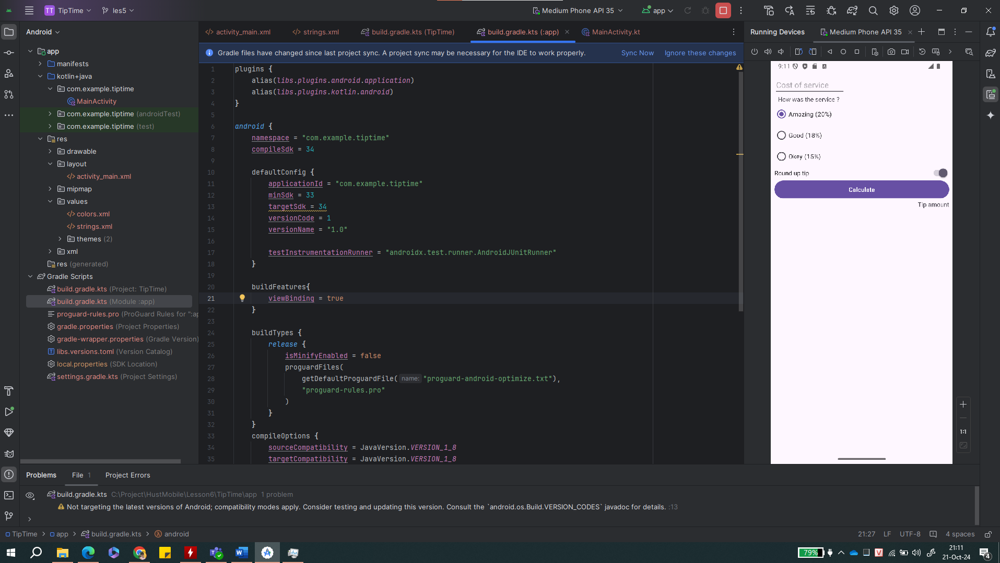 TT TipTime les5 Medium Phone API 35 app
Android
activity_main.xml strings.xml build.gradle.kts (TipTime) build.gradle.kts (:app) MainActivity.kt
Running Devices Medium Phone API 35
Gradle files have changed since last project sync. A project sync may be necessary for the IDE to work properly. Sync Now Ignore these changes
app
manifests
kotlin+java
com.example.tiptime
MainActivity
com.example.tiptime (androidTest)
com.example.tiptime (test)
res
drawable
layout
activity_main.xml
mipmap
values
colors.xml
strings.xml
themes (2)
xml
res (generated)
Gradle Scripts
build.gradle.kts (Project: TipTime)
build.gradle.kts (Module :app)
proguard-rules.pro (ProGuard Rules for ":ap
gradle.properties (Project Properties)
gradle-wrapper.properties (Gradle Version)
libs.versions.toml (Version Catalog)
local.properties (SDK Location)
settings.gradle.kts (Project Settings)
1 plugins {
2 alias(libs.plugins.android.application)
3 alias(libs.plugins.kotlin.android)
4 }
5
6 android {
7 namespace = "com.example.tiptime"
8 compileSdk = 34
9
10 defaultConfig {
11 applicationId = "com.example.tiptime"
12 minSdk = 33
13 targetSdk = 34
14 versionCode = 1
15 versionName = "1.0"
16
17 testInstrumentationRunner = "androidx.test.runner.AndroidJUnitRunner"
18 }
19
20 buildFeatures{
21 viewBinding = true
22 }
23
24 buildTypes {
25 release {
26 isMinifyEnabled = false
27 proguardFiles(
28 getDefaultProguardFile( name: "proguard-android-optimize.txt"),
29 "proguard-rules.pro"
30 )
31 }
32 }
33 compileOptions {
34 sourceCompatibility = JavaVersion.VERSION_1_8
35 targetCompatibility = JavaVersion.VERSION_1_8
9:11
Cost of service
How was the service ?
Amazing (20%)
Good (18%)
Okey (15%)
Round up tip
Calculate
Tip amount
1:1
Problems File 1 Project Errors
build.gradle.kts C:\Project\HustMobile\Lesson6\TipTime\app 1 problem
Not targeting the latest versions of Android; compatibility modes apply. Consider testing and updating this version. Consult the `android.os.Build.VERSION_CODES` javadoc for details. :13
TipTime app build.gradle.kts android
21:27 LF UTF-8 4 spaces
79% V 21:11
21-Oct-24
4